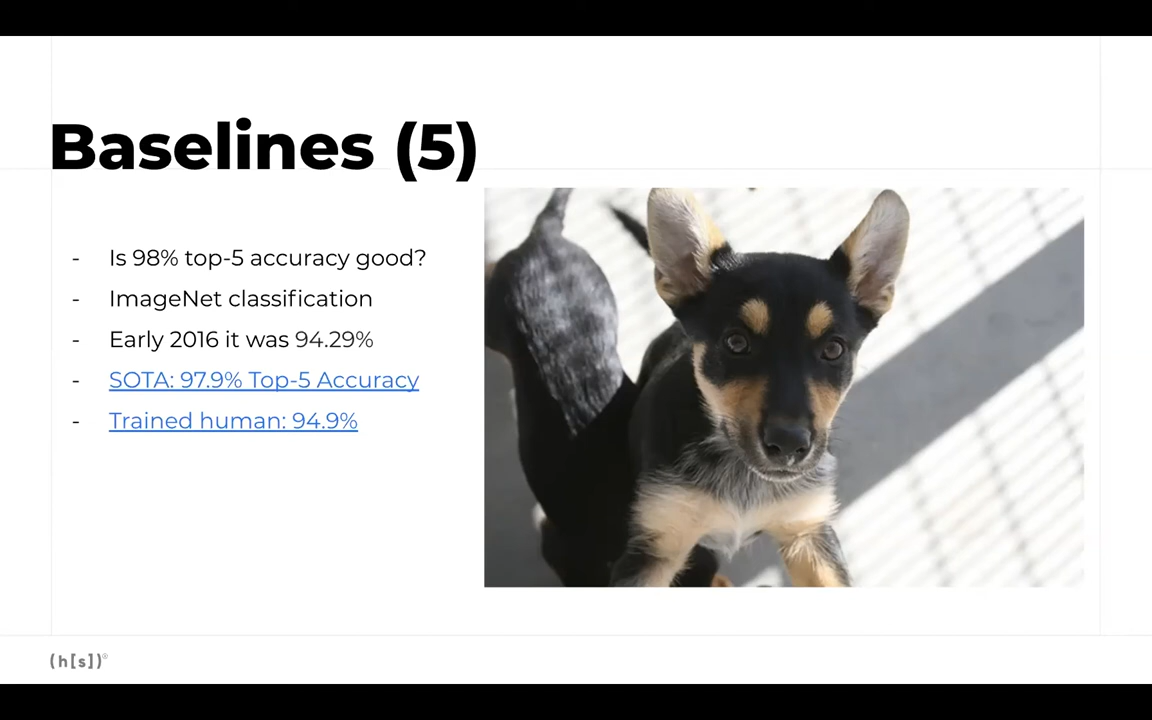 Baselines (5)
- Is 98% top-5 accuracy good?
- ImageNet classification
- Early 2016 it was 94.29%
- SOTA: 97.9% Top-5 Accuracy
- Trained human: 94.9%
(h[s])®